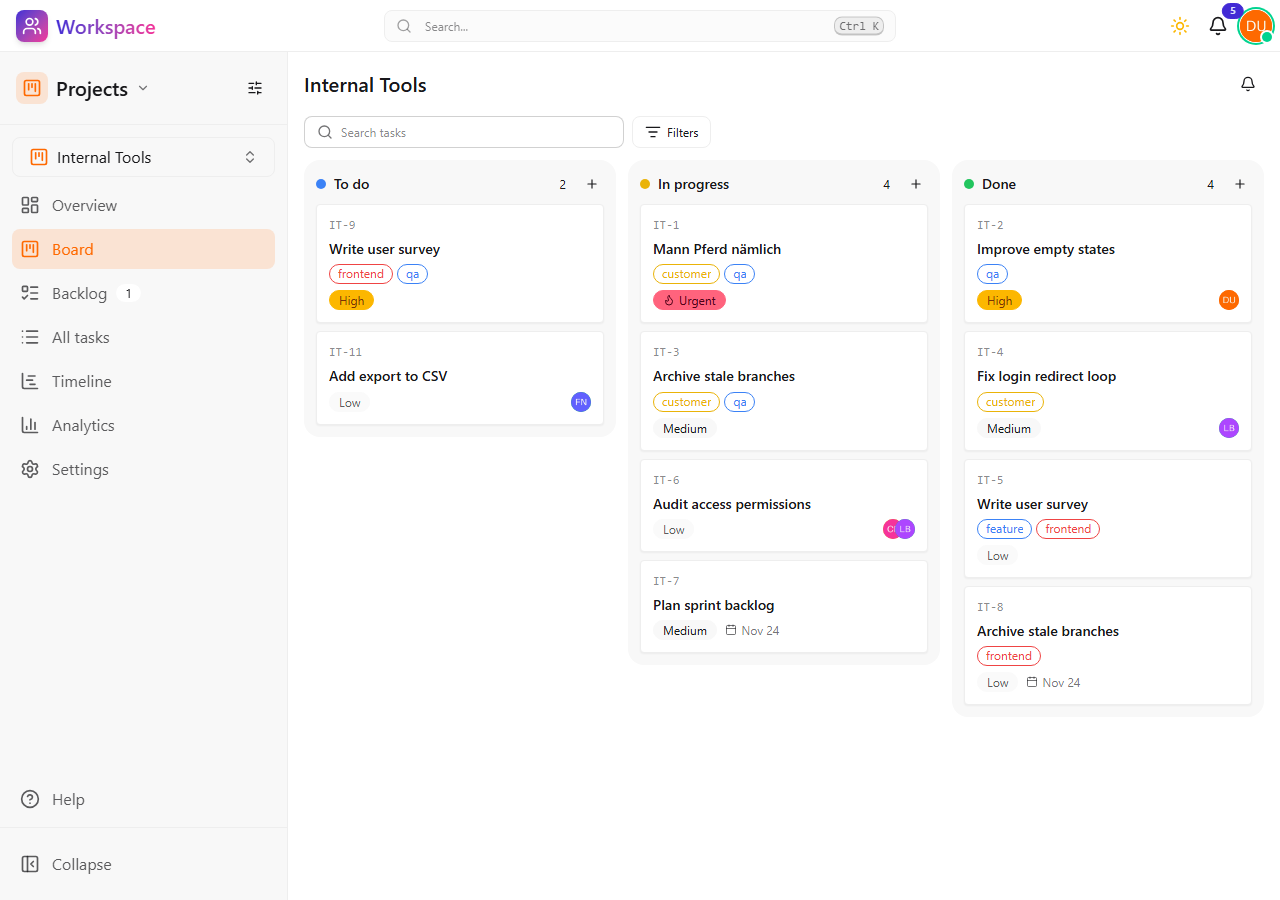 Workspace
Search...
Ctrl K
5
DU
Projects
Internal Tools
Overview
Board
Backlog 1
All tasks
Timeline
Analytics
Settings
Help
Collapse
Internal Tools
Search tasks
Filters
To do 2
IT-9
Write user survey
frontend qa
High
IT-11
Add export to CSV
Low FN
In progress 4
IT-1
Mann Pferd nämlich
customer qa
Urgent
IT-3
Archive stale branches
customer qa
Medium
IT-6
Audit access permissions
Low LB
IT-7
Plan sprint backlog
Medium Nov 24
Done 4
IT-2
Improve empty states
qa
High DU
IT-4
Fix login redirect loop
customer
Medium LB
IT-5
Write user survey
feature frontend
Low
IT-8
Archive stale branches
frontend
Low Nov 24